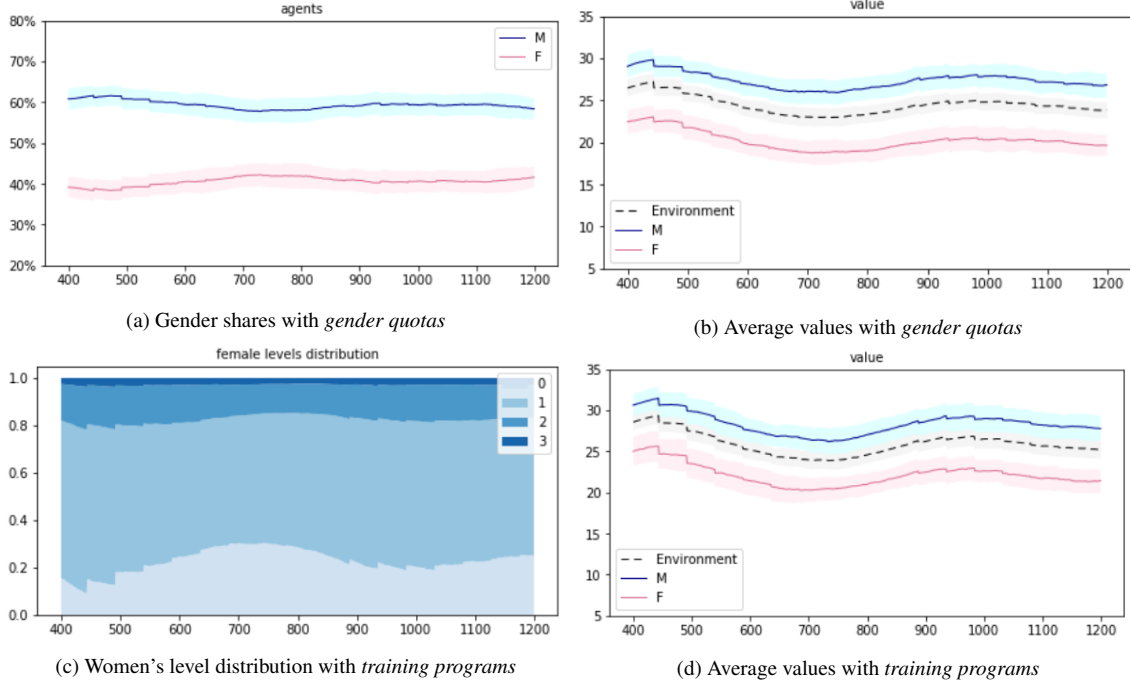 agents
80%
70%
60%
50%
40%
30%
20%
M
F
400 500 600 700 800 900 1000 1100 1200
(a) Gender shares with gender quotas
value
35
30
25
20
15
10
5
Environment
M
F
400 500 600 700 800 900 1000 1100 1200
(b) Average values with gender quotas
female levels distribution
1.0
0.8
0.6
0.4
0.2
0.0
0
1
2
3
400 500 600 700 800 900 1000 1100 1200
(c) Women's level distribution with training programs
value
35
30
25
20
15
10
5
Environment
M
F
400 500 600 700 800 900 1000 1100 1200
(d) Average values with training programs